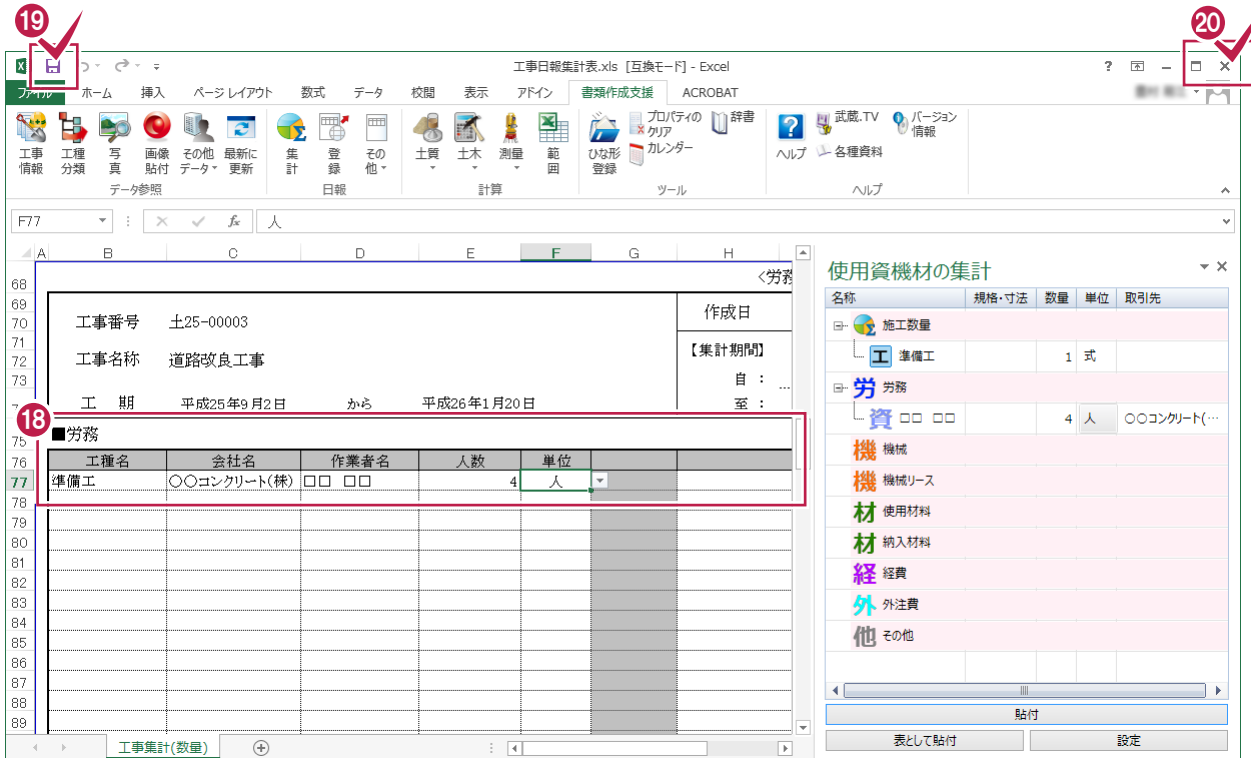 19
20
工事日報集計表.xls [互換モード] - Excel
ファイル ホーム 挿入 ページ レイアウト 数式 データ 校閲 表示 アドイン 書類作成支援 ACROBAT
工事情報 工種分類 写真 画像貼付 その他データ 最新に更新 集計 登録 その他 土質 土木 測量 範囲 ひな形登録 プロパティのクリア カレンダー 辞書 ヘルプ 武蔵.TV 各種資料 バージョン情報
データ参照 日報 計算 ツール ヘルプ
F77 fx 人
A B C D E F G H
68 <労務
69
70 工事番号 土25-00003 作成日
71
72 工事名称 道路改良工事 【集計期間】
73 自 : ...
工 期 平成25年9月2日 から 平成26年1月20日 至 :
18
75 ■労務
76 工種名 会社名 作業者名 人数 単位
77 準備工 〇〇コンクリート(株) □□ □□ 4 人
78
79
80
81
82
83
84
85
86
87
88
89
工事集計(数量)
使用資機材の集計
名称 規格・寸法 数量 単位 取引先
施工数量
工 準備工 1 式
労 労務
資 □□ □□ 4 人 〇〇コンクリート(…
機 機械
機 機械リース
材 使用材料
材 納入材料
経 経費
外 外注費
他 その他
貼付
表として貼付 設定